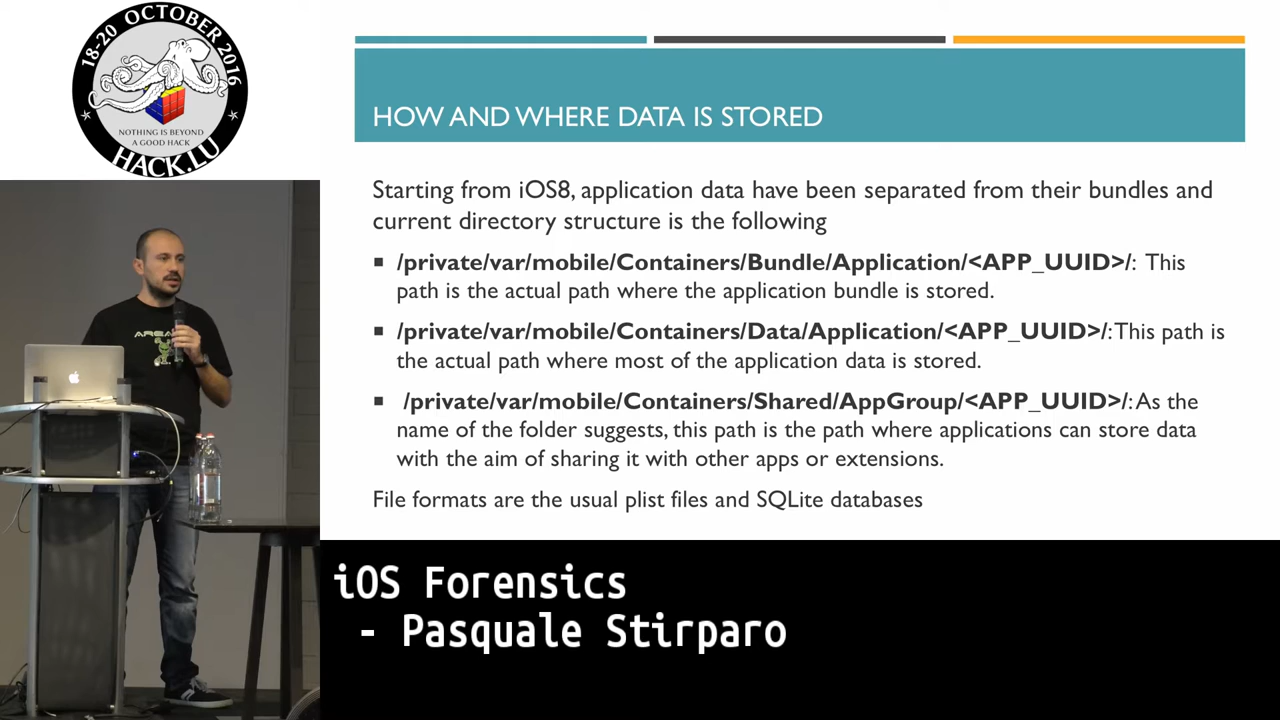 18-20 OCTOBER 2016
NOTHING IS BEYOND
A GOOD HACK
HACK.LU
HOW AND WHERE DATA IS STORED
Starting from iOS8, application data have been separated from their bundles and
current directory structure is the following
▪ /private/var/mobile/Containers/Bundle/Application/<APP_UUID>/: This
path is the actual path where the application bundle is stored.
▪ /private/var/mobile/Containers/Data/Application/<APP_UUID>/: This path is
the actual path where most of the application data is stored.
▪ /private/var/mobile/Containers/Shared/AppGroup/<APP_UUID>/: As the
name of the folder suggests, this path is the path where applications can store data
with the aim of sharing it with other apps or extensions.
File formats are the usual plist files and SQLite databases
iOS Forensics
- Pasquale Stirparo